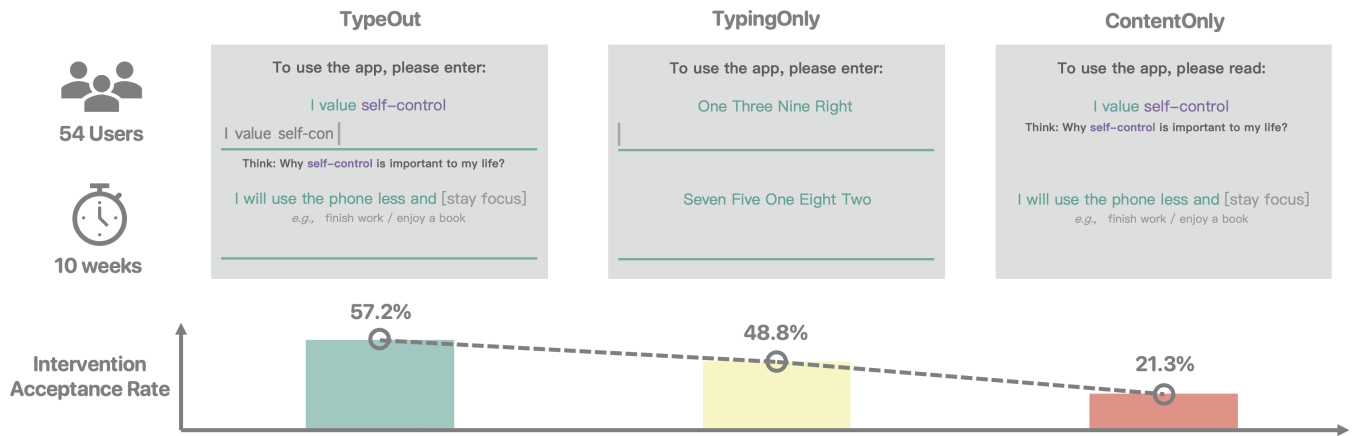 TypeOut
TypingOnly
ContentOnly
54 Users
10 weeks
To use the app, please enter:
I value self-control
I value self-con
Think: Why self-control is important to my life?
I will use the phone less and [stay focus]
e.g., finish work / enjoy a book
To use the app, please enter:
One Three Nine Right
Seven Five One Eight Two
To use the app, please read:
I value self-control
Think: Why self-control is important to my life?
I will use the phone less and [stay focus]
e.g., finish work / enjoy a book
Intervention
Acceptance Rate
57.2%
48.8%
21.3%